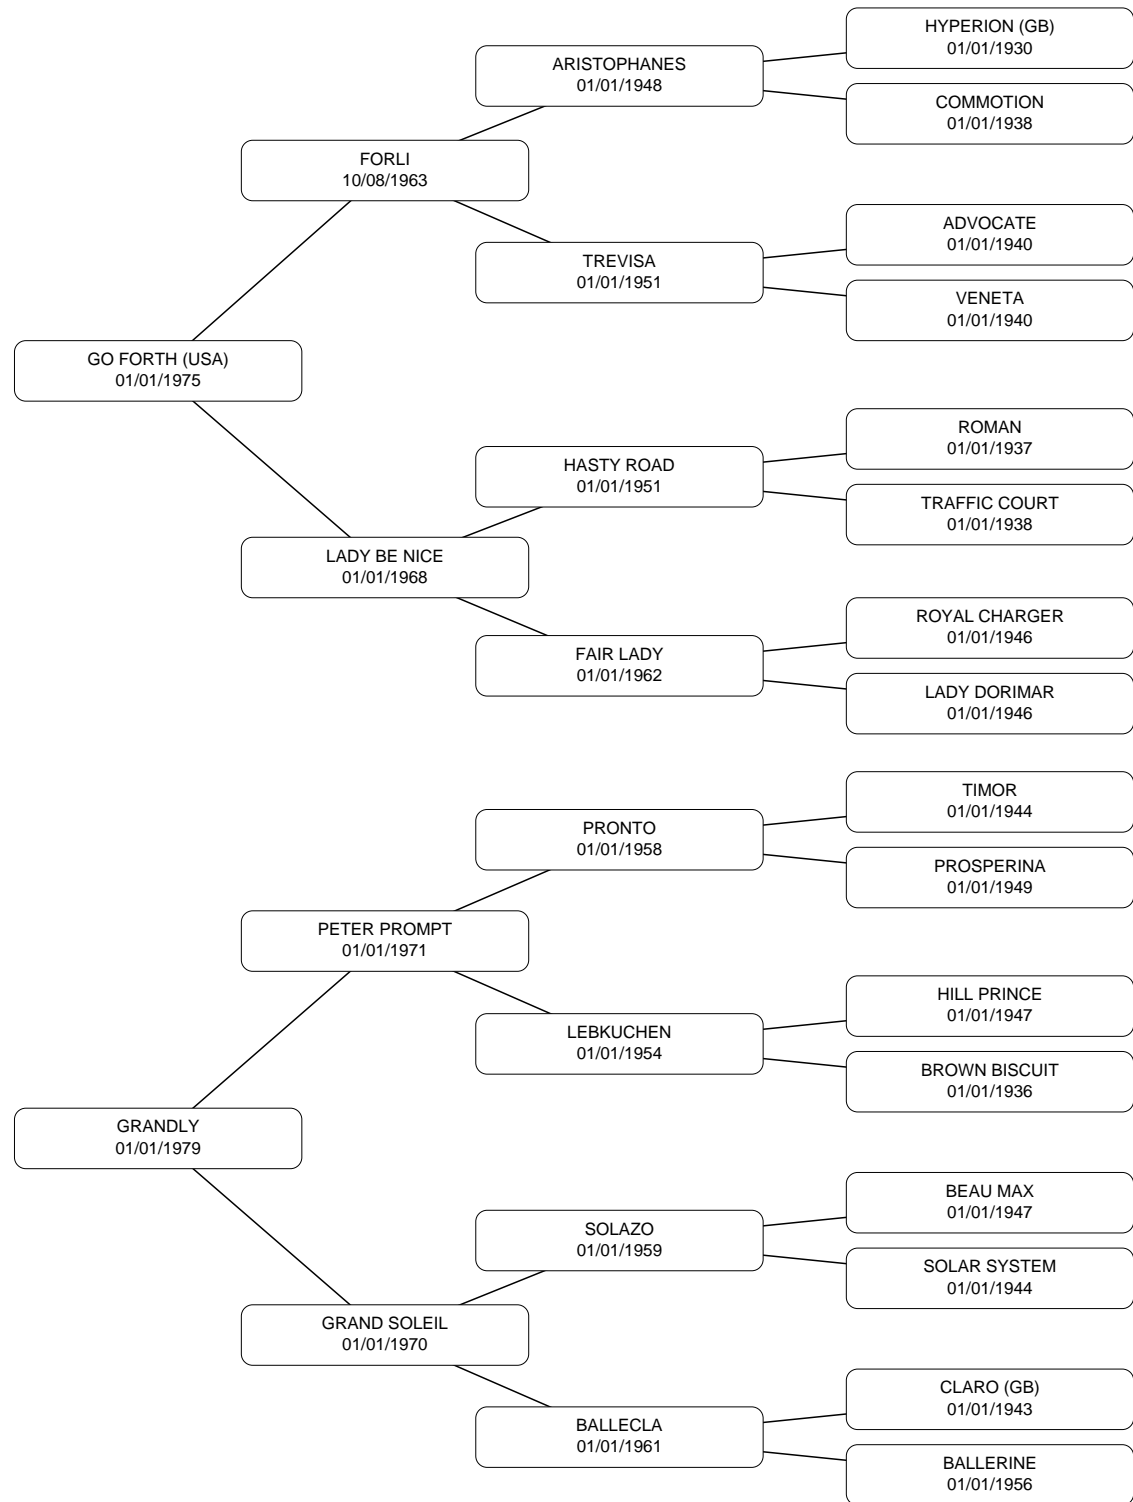 HYPERION (GB)
01/01/1930
ARISTOPHANES
01/01/1948
COMMOTION
01/01/1938
FORLI
10/08/1963
ADVOCATE
01/01/1940
TREVISA
01/01/1951
VENETA
01/01/1940
GO FORTH (USA)
01/01/1975
ROMAN
01/01/1937
HASTY ROAD
01/01/1951
TRAFFIC COURT
01/01/1938
LADY BE NICE
01/01/1968
ROYAL CHARGER
01/01/1946
FAIR LADY
01/01/1962
LADY DORIMAR
01/01/1946
TIMOR
01/01/1944
PRONTO
01/01/1958
PROSPERINA
01/01/1949
PETER PROMPT
01/01/1971
HILL PRINCE
01/01/1947
LEBKUCHEN
01/01/1954
BROWN BISCUIT
01/01/1936
GRANDLY
01/01/1979
BEAU MAX
01/01/1947
SOLAZO
01/01/1959
SOLAR SYSTEM
01/01/1944
GRAND SOLEIL
01/01/1970
CLARO (GB)
01/01/1943
BALLECLA
01/01/1961
BALLERINE
01/01/1956